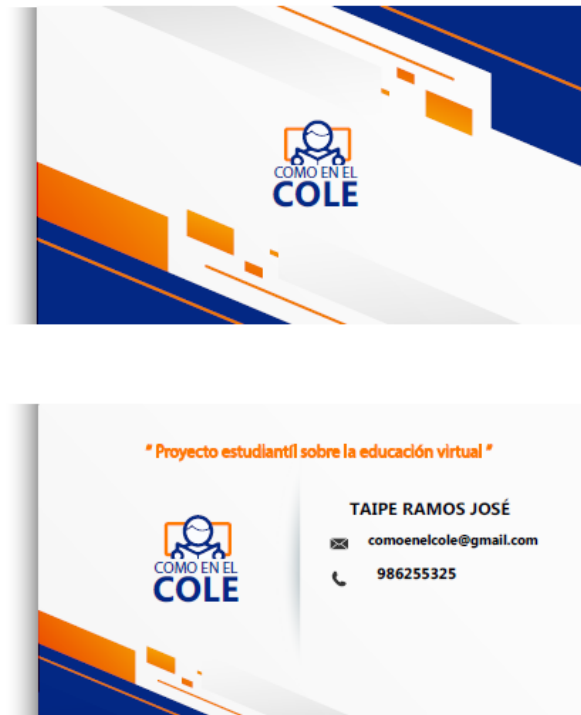 COMO EN EL
COLE
" Proyecto estudiantíl sobre la educación virtual "
COMO EN EL
COLE
TAIPE RAMOS JOSÉ
comoenelcole@gmail.com
986255325